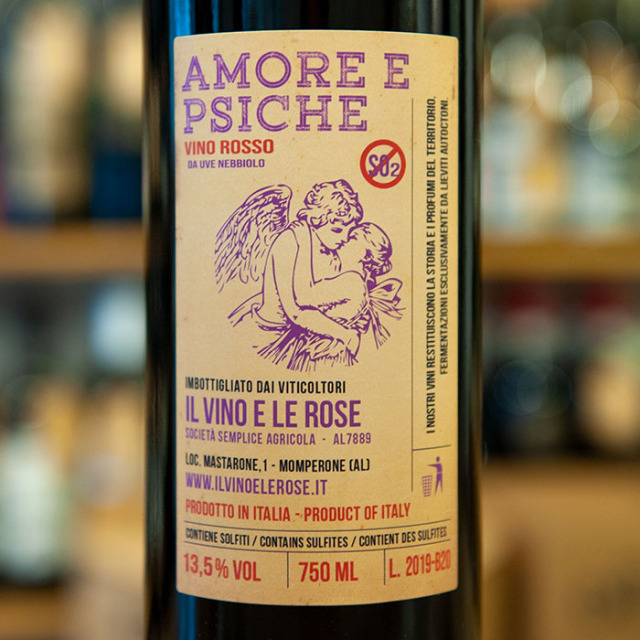 AMORE E
PSICHE
VINO ROSSO
DA UVE NEBBIOLO
SO2
I NOSTRI VINI RESTITUISCONO LA STORIA E I PROFUMI DEL TERRITORIO.
FERMENTAZIONI ESCLUSIVAMENTE DA LIEVITI AUTOCTONI.
IMBOTTIGLIATO DAI VITICOLTORI
IL VINO E LE ROSE
SOCIETÀ SEMPLICE AGRICOLA - AL7889
LOC. MASTARONE,1 - MOMPERONE (AL)
WWW.ILVINOELEROSE.IT
PRODOTTO IN ITALIA - PRODUCT OF ITALY
CONTIENE SOLFITI / CONTAINS SULFITES / CONTIENT DES SULFITES
13,5% VOL
750 ML
L. 2019-B20